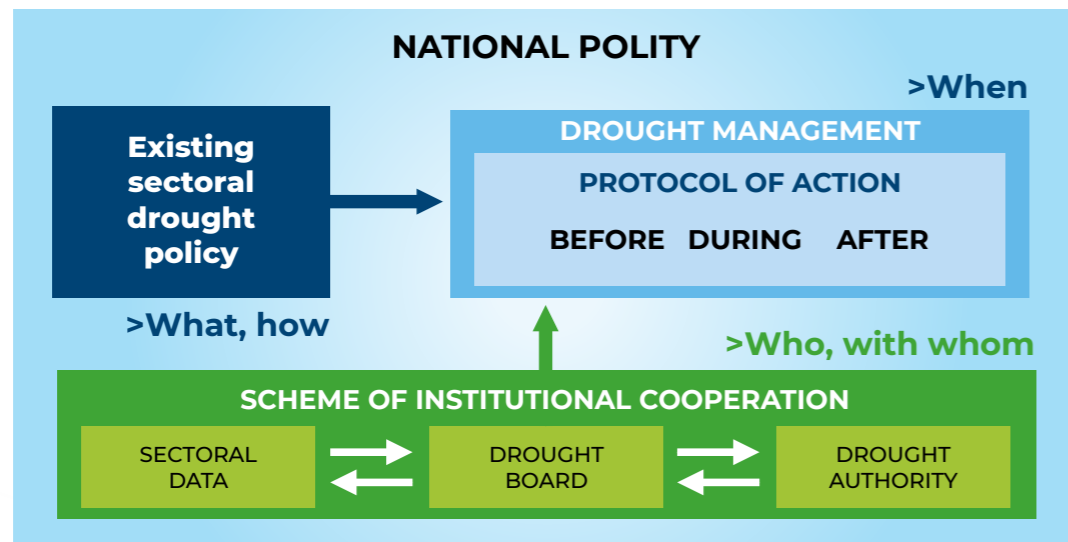 NATIONAL POLITY
>When
Existing
sectoral
drought
policy
DROUGHT MANAGEMENT
PROTOCOL OF ACTION
BEFORE DURING AFTER
>What, how
>Who, with whom
SCHEME OF INSTITUTIONAL COOPERATION
SECTORAL
DATA
DROUGHT
BOARD
DROUGHT
AUTHORITY